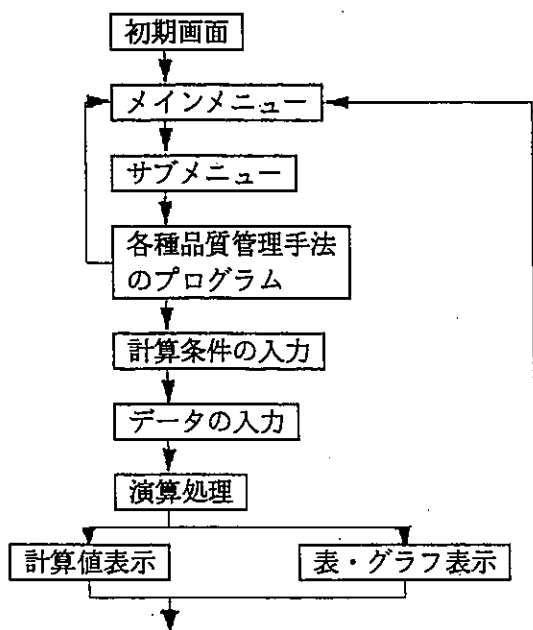 初期画面
メインメニュー
サブメニュー
各種品質管理手法
のプログラム
計算条件の入力
データの入力
演算処理
計算値表示
表・グラフ表示